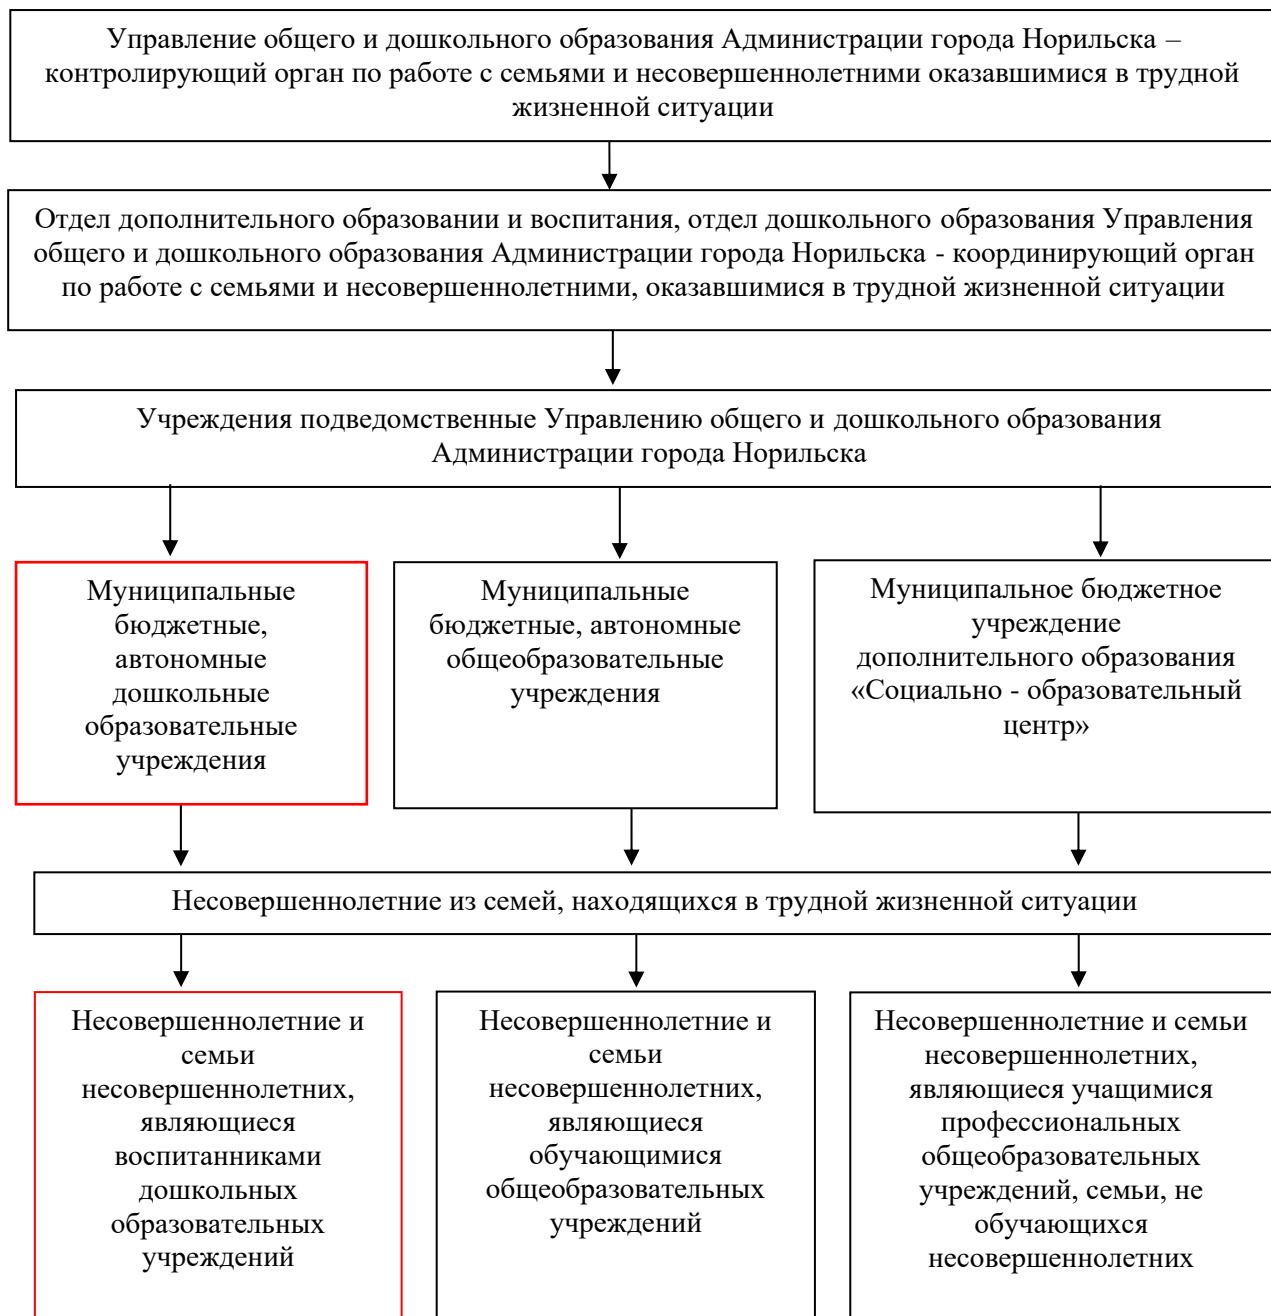 Управление общего и дошкольного образования Администрации города Норильска –
контролирующий орган по работе с семьями и несовершеннолетними оказавшимися в трудной
жизненной ситуации
Отдел дополнительного образовании и воспитания, отдел дошкольного образования Управления
общего и дошкольного образования Администрации города Норильска - координирующий орган
по работе с семьями и несовершеннолетними, оказавшимися в трудной жизненной ситуации
Учреждения подведомственные Управлению общего и дошкольного образования
Администрации города Норильска
Муниципальные
бюджетные,
автономные
дошкольные
образовательные
учреждения
Муниципальные
бюджетные, автономные
общеобразовательные
учреждения
Муниципальное бюджетное
учреждение
дополнительного образования
«Социально - образовательный
центр»
Несовершеннолетние из семей, находящихся в трудной жизненной ситуации
Несовершеннолетние и
семьи
несовершеннолетних,
являющиеся
воспитанниками
дошкольных
образовательных
учреждений
Несовершеннолетние и
семьи
несовершеннолетних,
являющиеся
обучающимися
общеобразовательных
учреждений
Несовершеннолетние и семьи
несовершеннолетних,
являющиеся учащимися
профессиональных
общеобразовательных
учреждений, семьи, не
обучающихся
несовершеннолетних